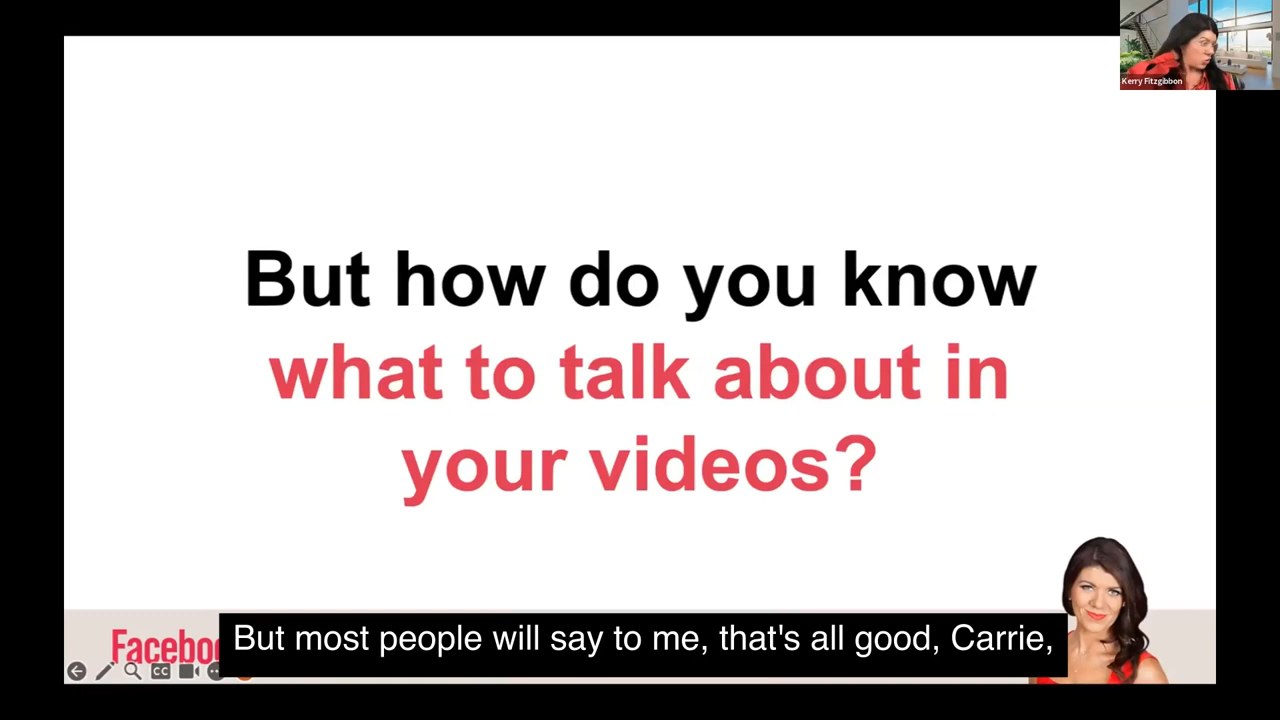 Kerry Fitzgibbon
But how do you know
what to talk about in
your videos?
But most people will say to me, that's all good, Carrie,
CC